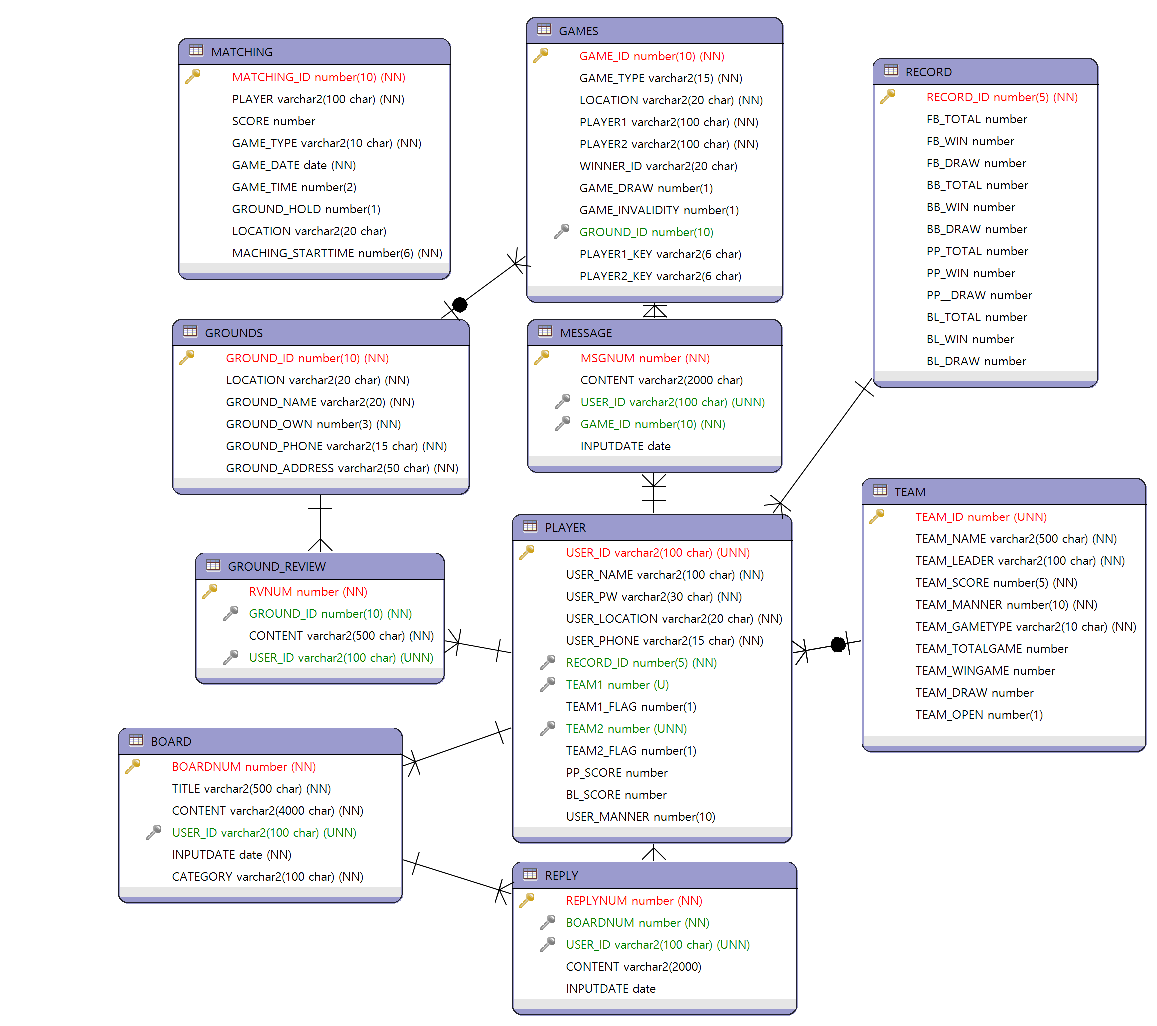 MATCHING
MATCHING_ID number(10) (NN)
PLAYER varchar2(100 char) (NN)
SCORE number
GAME_TYPE varchar2(10 char) (NN)
GAME_DATE date (NN)
GAME_TIME number(2)
GROUND_HOLD number(1)
LOCATION varchar2(20 char)
MACHING_STARTTIME number(6) (NN)
GAMES
GAME_ID number(10) (NN)
GAME_TYPE varchar2(15) (NN)
LOCATION varchar2(20 char) (NN)
PLAYER1 varchar2(100 char) (NN)
PLAYER2 varchar2(100 char) (NN)
WINNER_ID varchar2(20 char)
GAME_DRAW number(1)
GAME_INVALIDITY number(1)
GROUND_ID number(10)
PLAYER1_KEY varchar2(6 char)
PLAYER2_KEY varchar2(6 char)
RECORD
RECORD_ID number(5) (NN)
FB_TOTAL number
FB_WIN number
FB_DRAW number
BB_TOTAL number
BB_WIN number
BB_DRAW number
PP_TOTAL number
PP_WIN number
PP__DRAW number
BL_TOTAL number
BL_WIN number
BL_DRAW number
GROUNDS
GROUND_ID number(10) (NN)
LOCATION varchar2(20 char) (NN)
GROUND_NAME varchar2(20) (NN)
GROUND_OWN number(3) (NN)
GROUND_PHONE varchar2(15 char) (NN)
GROUND_ADDRESS varchar2(50 char) (NN)
MESSAGE
MSGNUM number (NN)
CONTENT varchar2(2000 char)
USER_ID varchar2(100 char) (UNN)
GAME_ID number(10) (NN)
INPUTDATE date
TEAM
TEAM_ID number (UNN)
TEAM_NAME varchar2(500 char) (NN)
TEAM_LEADER varchar2(100 char) (NN)
TEAM_SCORE number(5) (NN)
TEAM_MANNER number(10) (NN)
TEAM_GAMETYPE varchar2(10 char) (NN)
TEAM_TOTALGAME number
TEAM_WINGAME number
TEAM_DRAW number
TEAM_OPEN number(1)
PLAYER
USER_ID varchar2(100 char) (UNN)
USER_NAME varchar2(100 char) (NN)
USER_PW varchar2(30 char) (NN)
USER_LOCATION varchar2(20 char) (NN)
USER_PHONE varchar2(15 char) (NN)
RECORD_ID number(5) (NN)
TEAM1 number (U)
TEAM1_FLAG number(1)
TEAM2 number (UNN)
TEAM2_FLAG number(1)
PP_SCORE number
BL_SCORE number
USER_MANNER number(10)
GROUND_REVIEW
RVNUM number (NN)
GROUND_ID number(10) (NN)
CONTENT varchar2(500 char) (NN)
USER_ID varchar2(100 char) (UNN)
BOARD
BOARDNUM number (NN)
TITLE varchar2(500 char) (NN)
CONTENT varchar2(4000 char) (NN)
USER_ID varchar2(100 char) (UNN)
INPUTDATE date (NN)
CATEGORY varchar2(100 char) (NN)
REPLY
REPLYNUM number (NN)
BOARDNUM number (NN)
USER_ID varchar2(100 char) (UNN)
CONTENT varchar2(2000)
INPUTDATE date